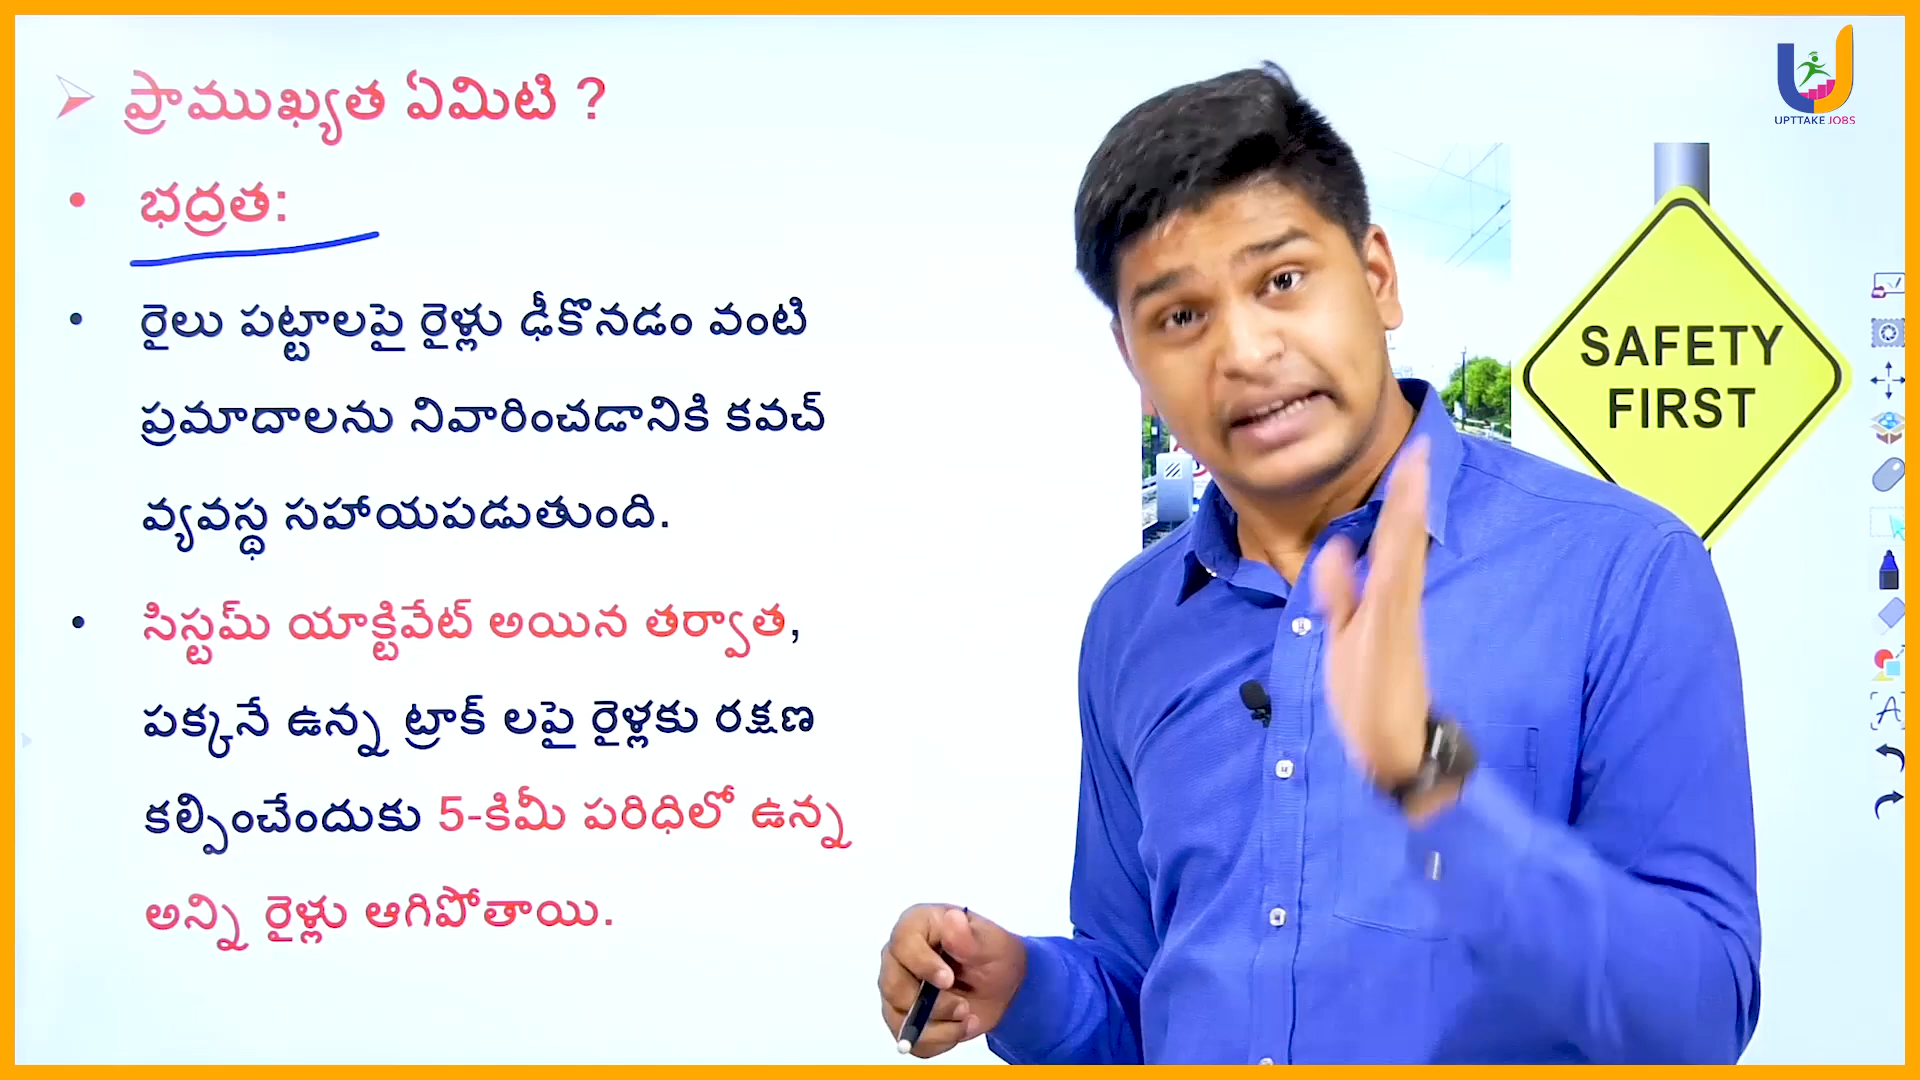 ప్రాముఖ్యత ఏమిటి ?
భద్రత:
రైలు పట్టాలపై రైళ్లు ఢీకొనడం వంటి
ప్రమాదాలను నివారించడానికి కవచ్
వ్యవస్థ సహాయపడుతుంది.
సిస్టమ్ యాక్టివేట్ అయిన తర్వాత,
పక్కనే ఉన్న ట్రాక్ లపై రైళ్లకు రక్షణ
కల్పించేందుకు 5-కిమీ పరిధిలో ఉన్న
అన్ని రైళ్లు ఆగిపోతాయి.
UPTTAKE JOBS
SAFETY
FIRST